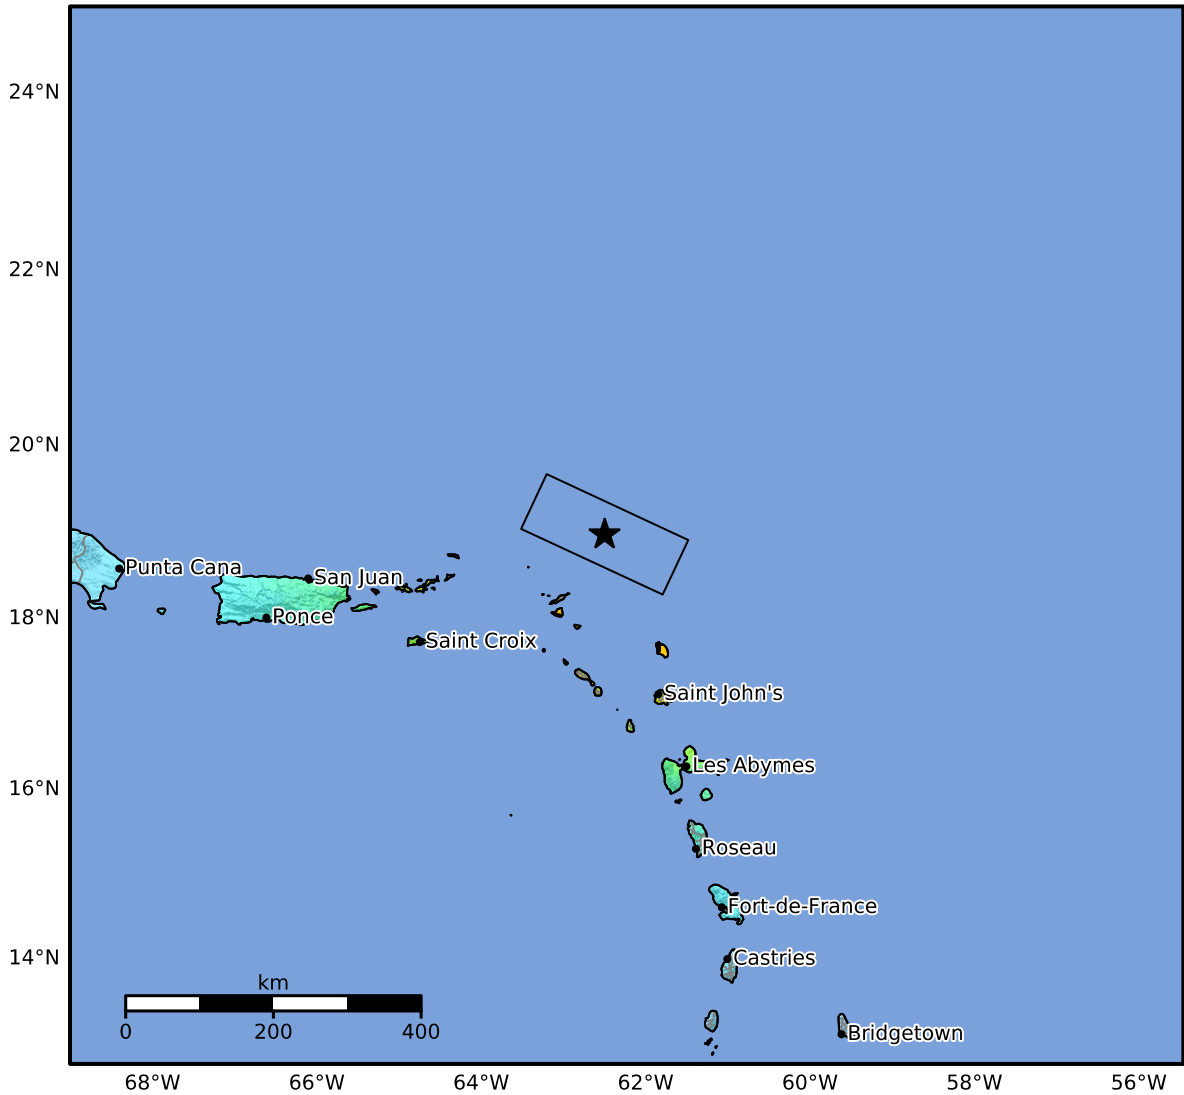 24°N
22°N
20°N
18°N
16°N
14°N
Punta Cana
San Juan
Ponce
Saint Croix
Saint John's
Les Abymes
Roseau
Fort-de-France
Castries
Bridgetown
km
0 200 400
68°W 66°W 64°W 62°W 60°W 58°W 56°W